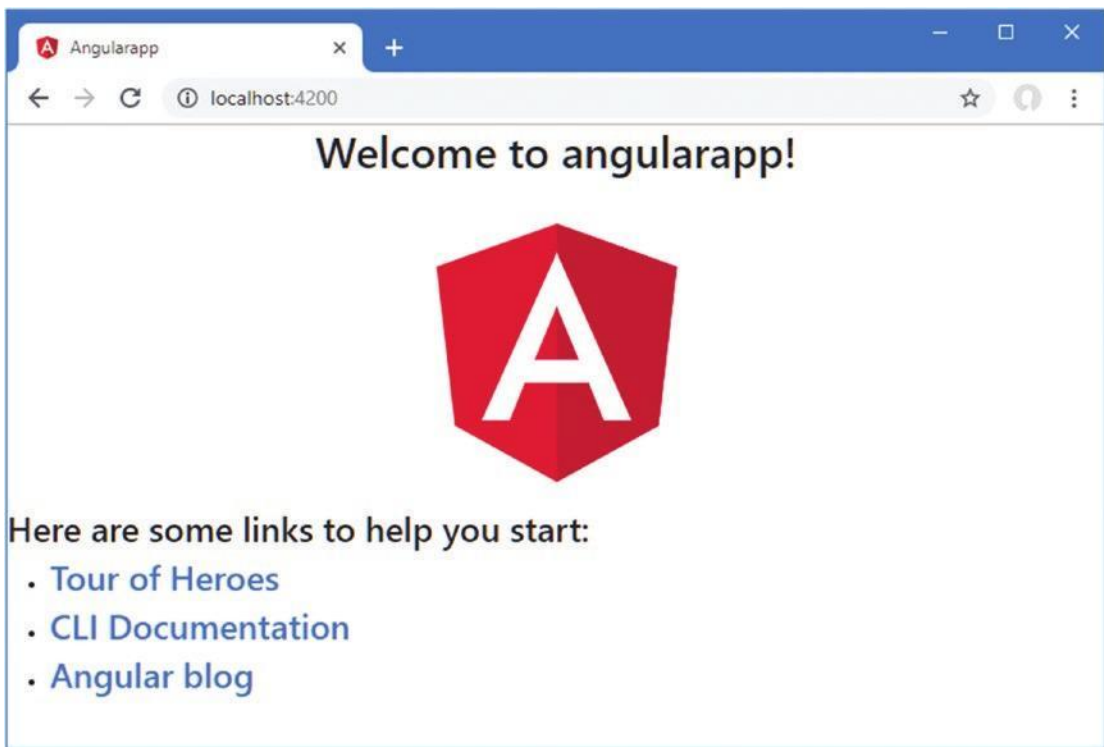 Angularapp
localhost:4200
Welcome to angularapp!
A
Here are some links to help you start:
Tour of Heroes
CLI Documentation
Angular blog